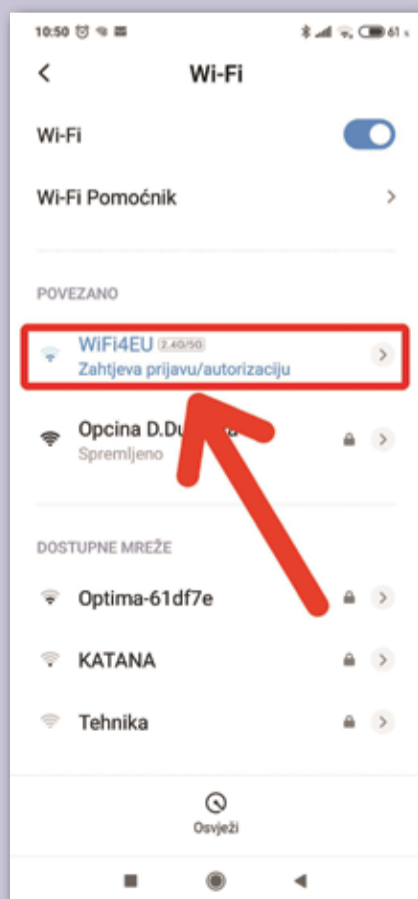 10:50
61
Wi-Fi
Wi-Fi
Wi-Fi Pomoćnik
POVEZANO
WiFi4EU 2.4G/5G
Zahtjeva prijavu/autorizaciju
Opcina
Spremljeno
DOSTUPNE MREŽE
Optima-61df7e
KATANA
Tehnika
Osvježi